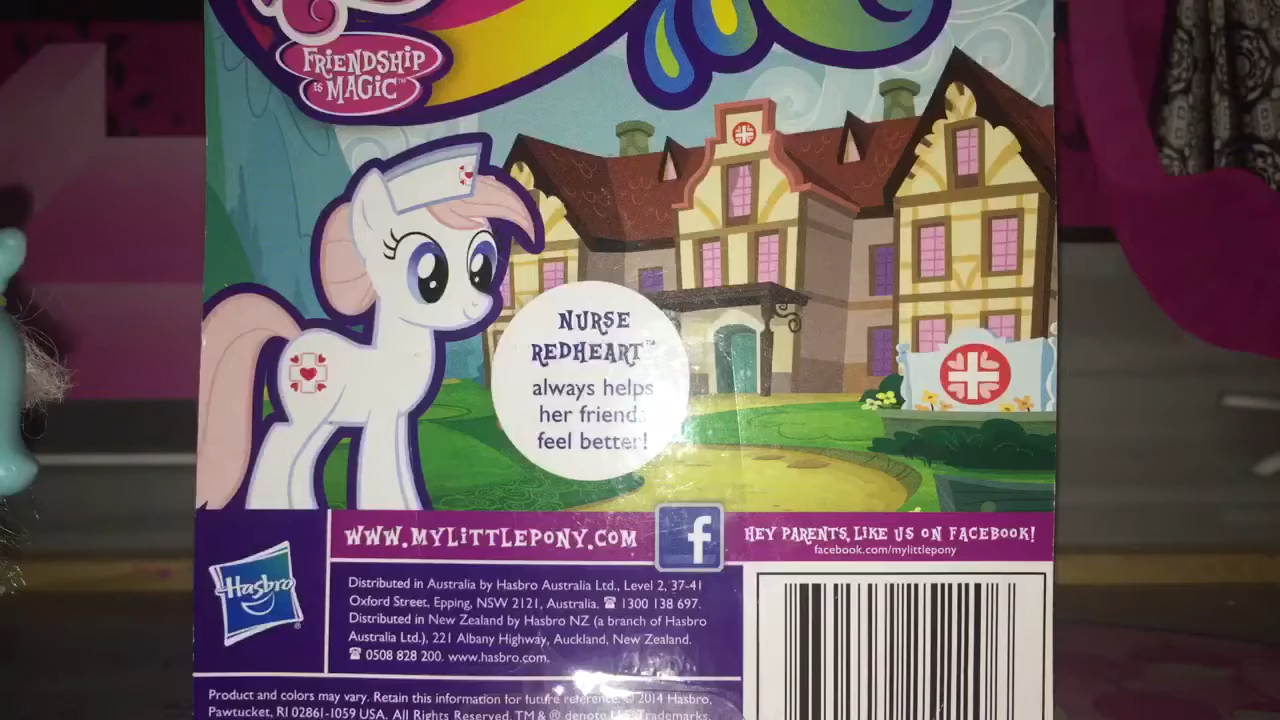 FRIENDSHIP
IS MAGIC™
NURSE
REDHEART™
always helps
her friends
feel better!
WWW.MYLITTLEPONY.COM
f
HEY PARENTS, LIKE US ON FACEBOOK!
facebook.com/mylittlepony
Hasbro
®
Distributed in Australia by Hasbro Australia Ltd., Level 2, 37-41
Oxford Street, Epping, NSW 2121, Australia. ☎ 1300 138 697.
Distributed in New Zealand by Hasbro NZ (a branch of Hasbro
Australia Ltd.), 221 Albany Highway, Auckland, New Zealand.
☎ 0508 828 200. www.hasbro.com.
Product and colors may vary. Retain this information for future reference. © 2014 Hasbro,
Pawtucket, RI 02861-1059 USA. All Rights Reserved. TM & ® denote U.S. Trademarks.